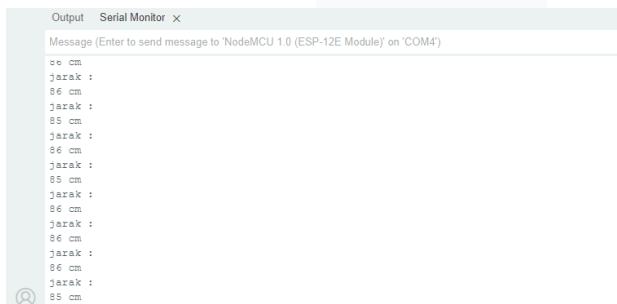 Output Serial Monitor ×
Message (Enter to send message to 'NodeMCU 1.0 (ESP-12E Module)' on 'COM4')
86 cm
jarak :
86 cm
jarak :
85 cm
jarak :
86 cm
jarak :
85 cm
jarak :
86 cm
jarak :
86 cm
jarak :
86 cm
jarak :
85 cm